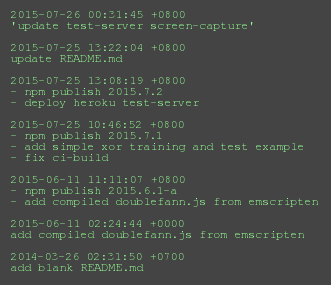 2015-07-26 00:31:45 +0800
'update test-server screen-capture'
2015-07-25 13:22:04 +0800
update README.md
2015-07-25 13:08:19 +0800
- npm publish 2015.7.2
- deploy heroku test-server
2015-07-25 10:46:52 +0800
- npm publish 2015.7.1
- add simple xor training and test example
- fix ci-build
2015-06-11 11:11:07 +0800
- npm publish 2015.6.1-a
- add compiled doublefann.js from emscripten
2015-06-11 02:24:44 +0000
add compiled doublefann.js from emscripten
2014-03-26 02:31:50 +0700
add blank README.md